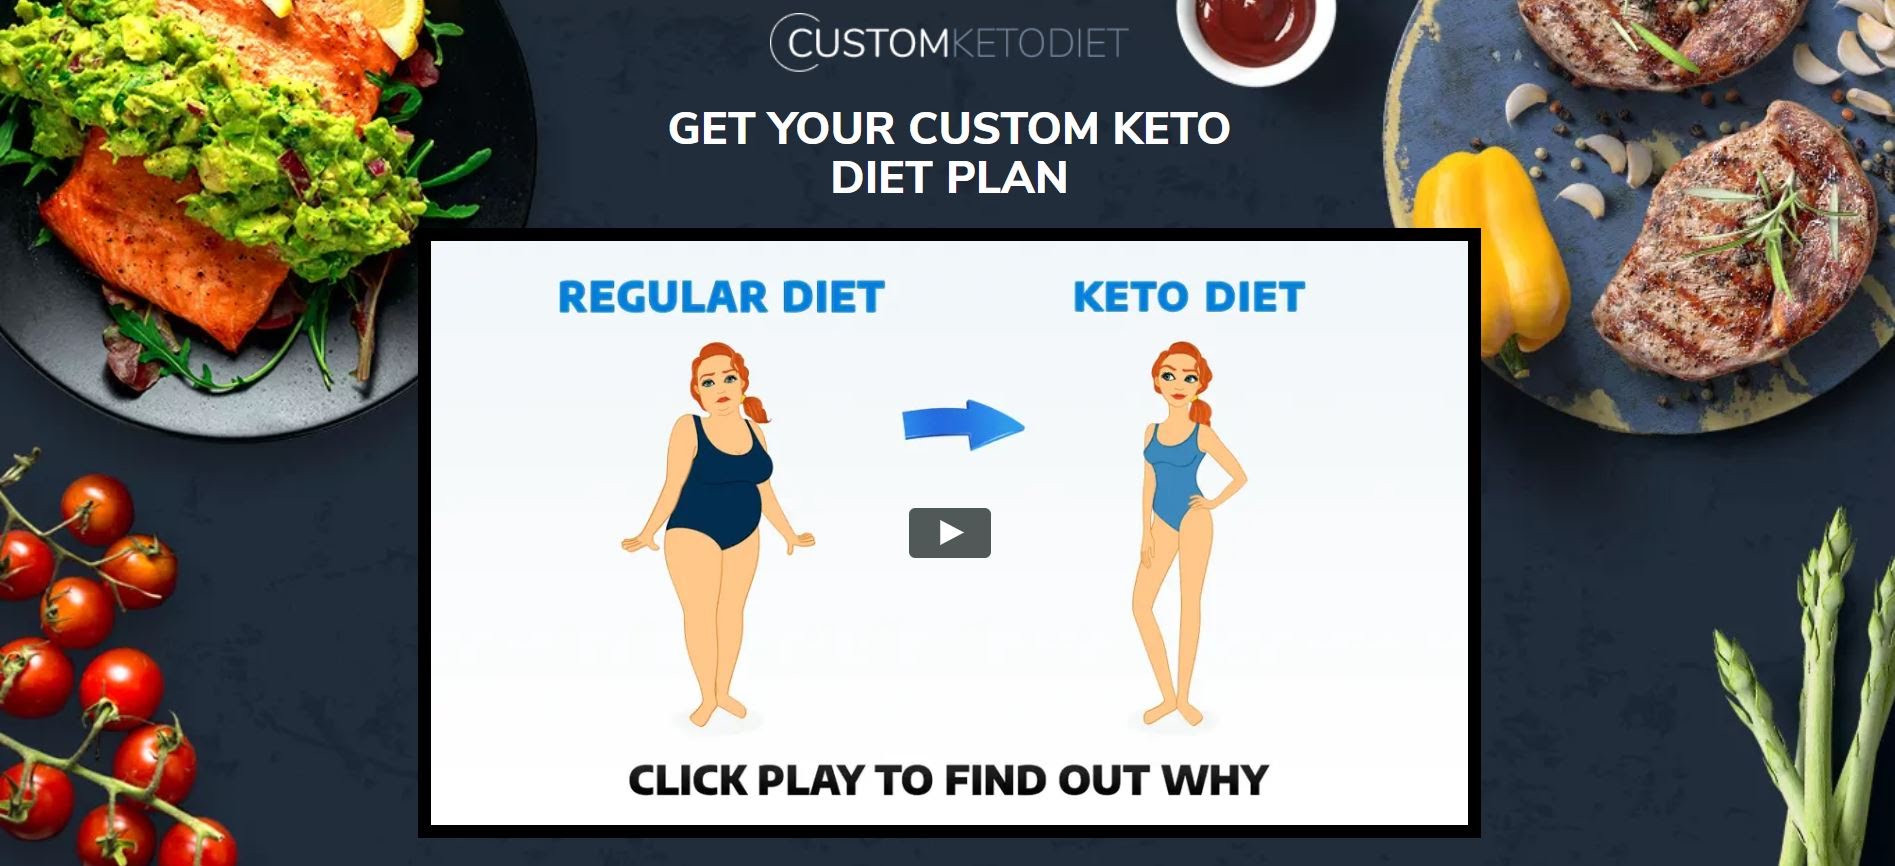 CUSTOMKETODIET
GET YOUR CUSTOM KETO
DIET PLAN
REGULAR DIET
KETO DIET
CLICK PLAY TO FIND OUT WHY